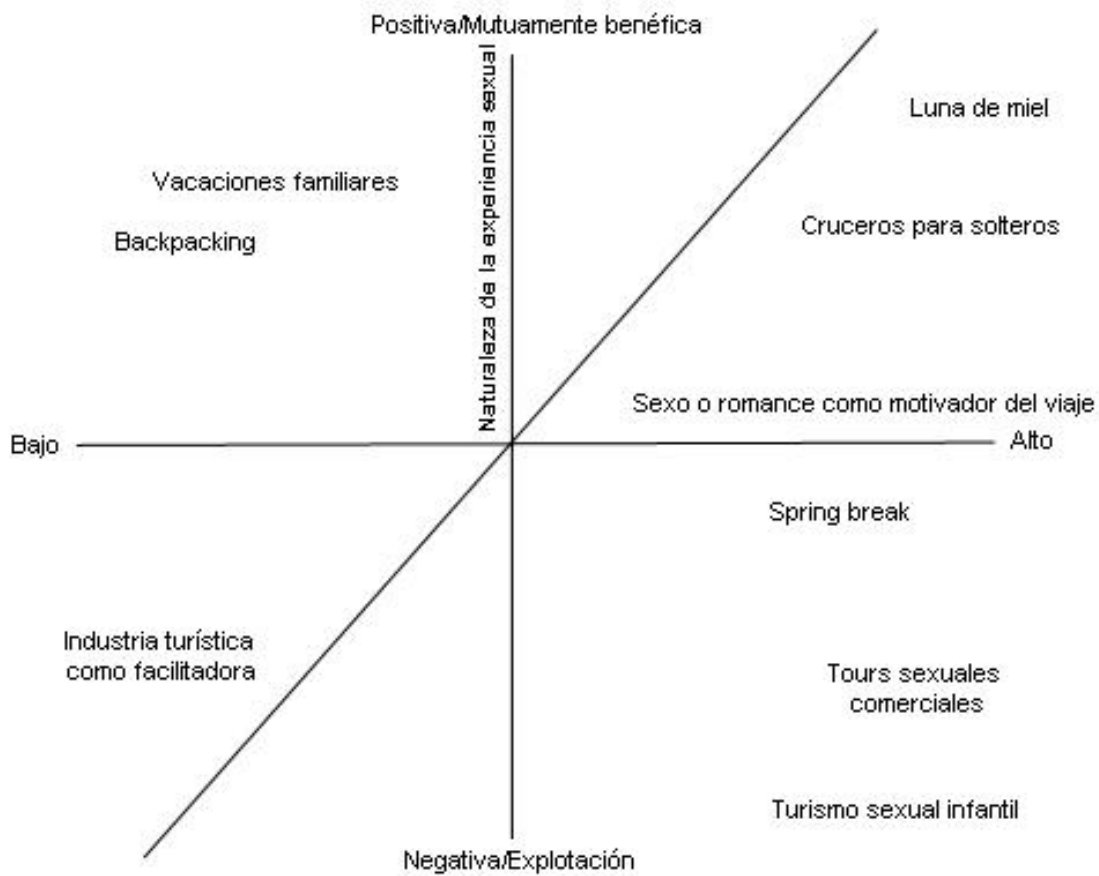 Positiva/Mutuamente benéfica
Naturaleza de la experiencia sexual
Luna de miel
Vacaciones familiares
Cruceros para solteros
Backpacking
Sexo o romance como motivador del viaje
Bajo
Alto
Spring break
Industria turística
como facilitadora
Tours sexuales
comerciales
Turismo sexual infantil
Negativa/Explotación